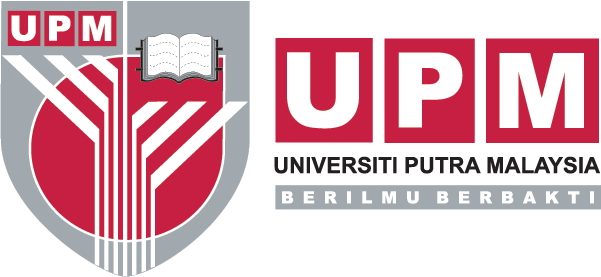 UPM
UPM
UNIVERSITI PUTRA MALAYSIA
BERILMU BERBAKTI